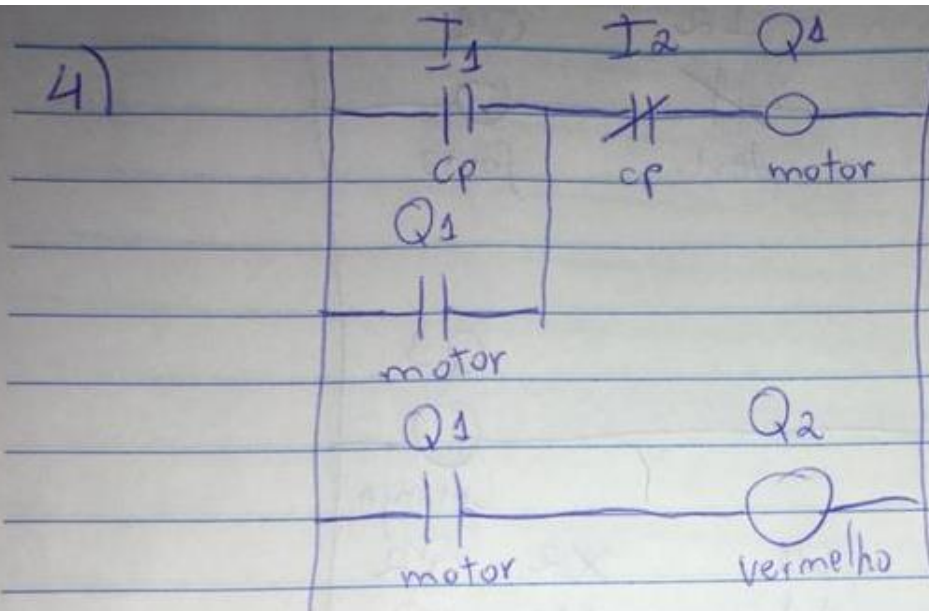 4) I1 I2 Q1
cp cp motor
Q1
motor
Q1 Q2
motor vermelho